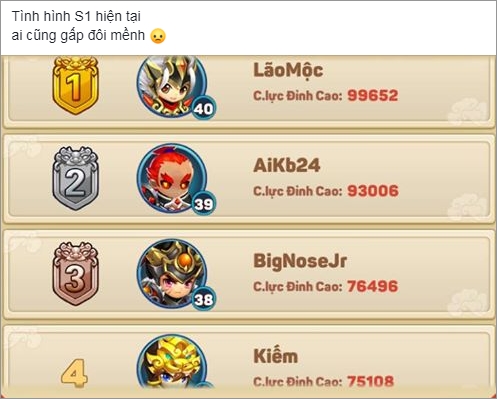 Tình hình S1 hiện tại
ai cũng gấp đôi mềnh
1
40
LãoMộc
C.lực Đỉnh Cao: 99652
2
39
AiKb24
C.lực Đỉnh Cao: 93006
3
38
BigNoseJr
C.lực Đỉnh Cao: 76496
4
Kiếm
C.lực Đỉnh Cao: 75108